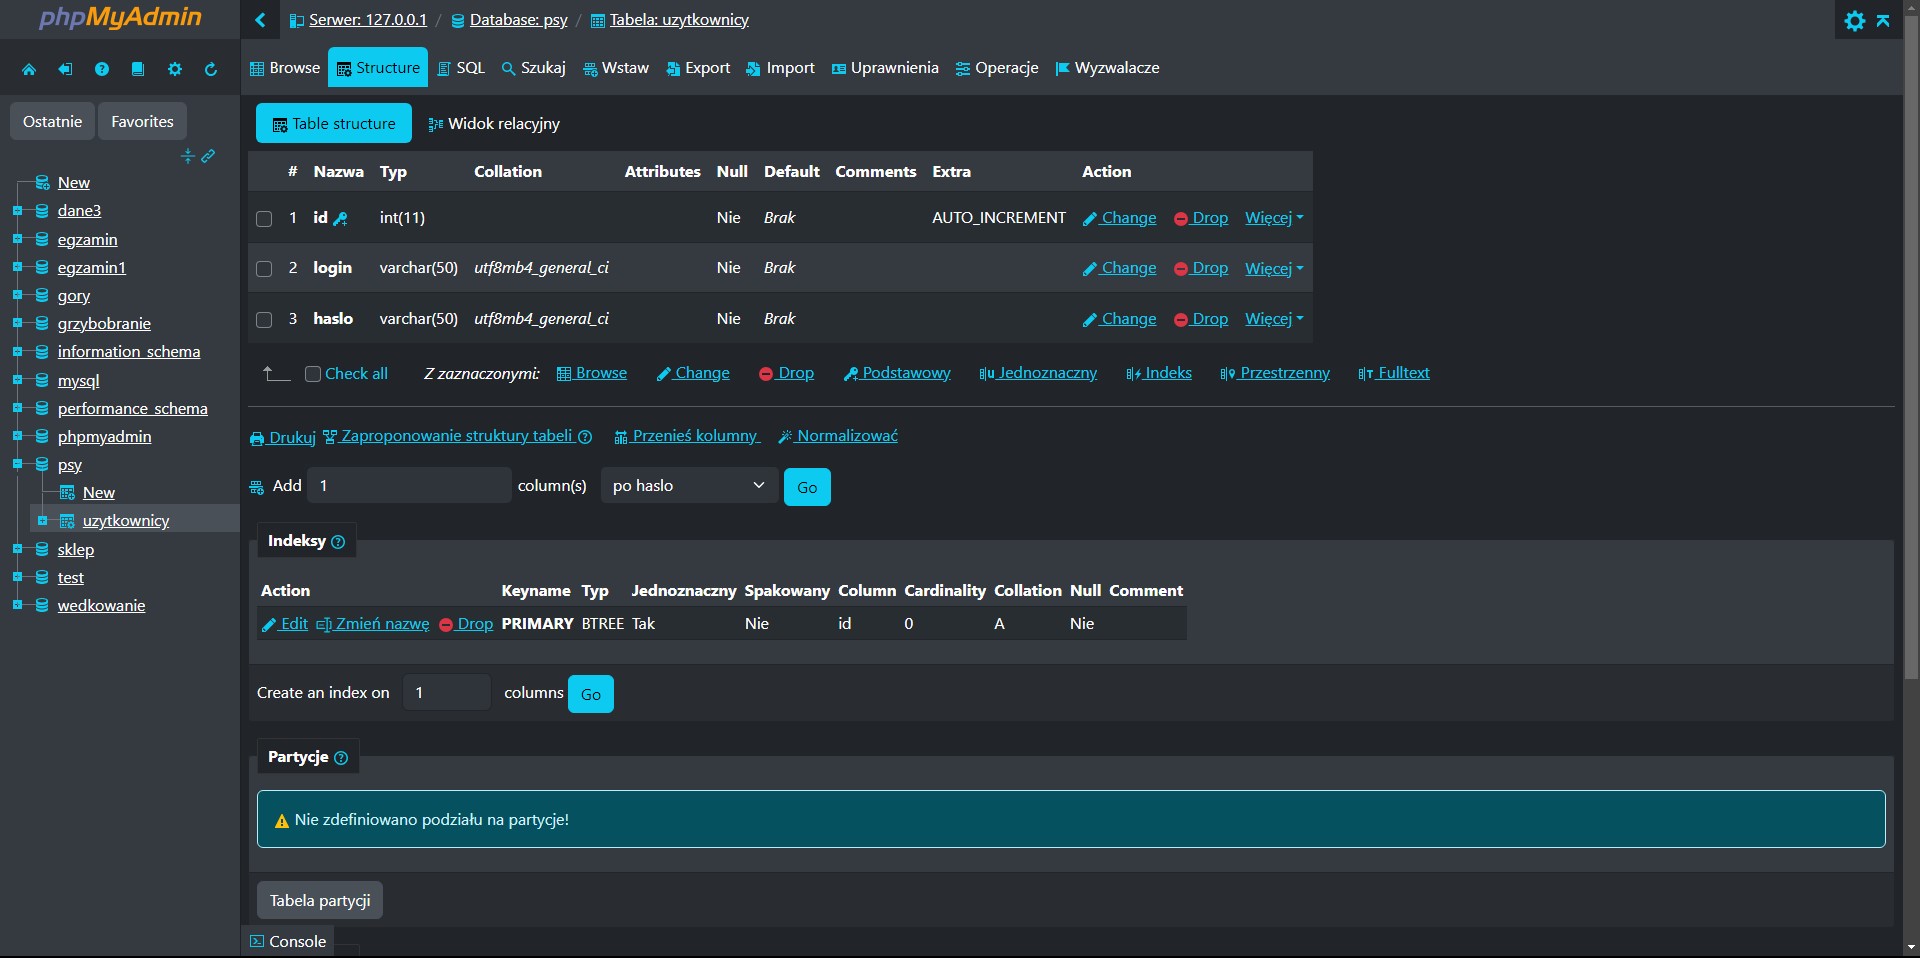 phpMyAdmin
Ostatnie Favorites
New
dane3
egzamin
egzamin1
gory
grzybobranie
information_schema
mysql
performance_schema
phpmyadmin
psy
New
uzytkownicy
sklep
test
wedkowanie
Serwer: 127.0.0.1 / Database: psy / Tabela: uzytkownicy
Browse Structure SQL Szukaj Wstaw Export Import Uprawnienia Operacje Wyzwalacze
Table structure Widok relacyjny
# Nazwa Typ Collation Attributes Null Default Comments Extra Action
1 id int(11) Nie Brak AUTO_INCREMENT Change Drop Więcej
2 login varchar(50) utf8mb4_general_ci Nie Brak Change Drop Więcej
3 haslo varchar(50) utf8mb4_general_ci Nie Brak Change Drop Więcej
Check all Z zaznaczonymi: Browse Change Drop Podstawowy Jednoznaczny Indeks Przestrzenny Fulltext
Drukuj Zaproponowanie struktury tabeli Przenieś kolumny Normalizować
Add 1 column(s) po haslo Go
Indeksy
Action Keyname Typ Jednoznaczny Spakowany Column Cardinality Collation Null Comment
Edit Zmień nazwę Drop PRIMARY BTREE Tak Nie id 0 A Nie
Create an index on 1 columns Go
Partycje
Nie zdefiniowano podziału na partycje!
Tabela partycji
Console